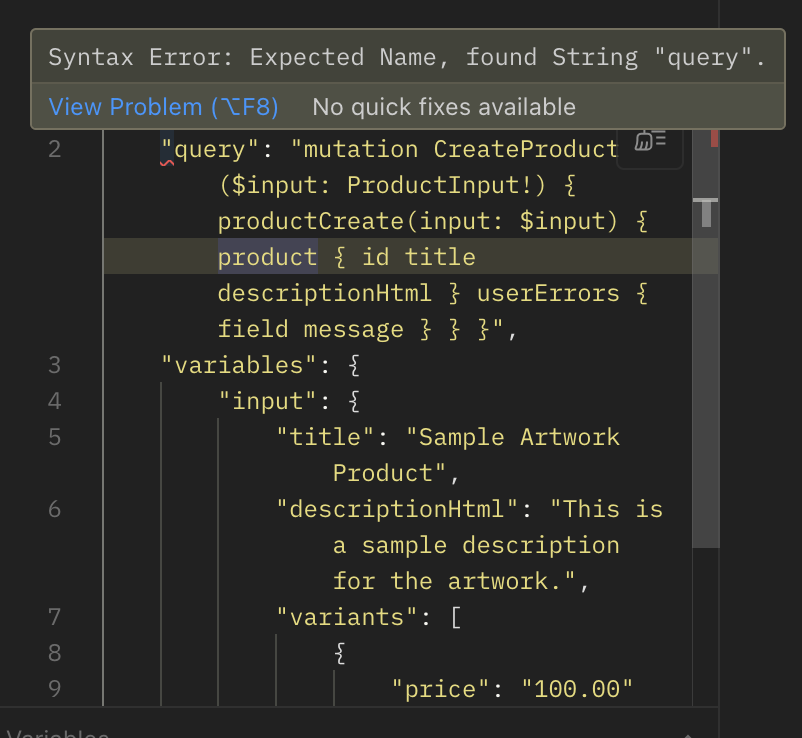 Syntax Error: Expected Name, found String "query".
View Problem (⌥F8) No quick fixes available
2 "query": "mutation CreateProduct
($input: ProductInput!) {
productCreate(input: $input) {
product { id title
descriptionHtml } userErrors {
field message } } }",
3 "variables": {
4 "input": {
5 "title": "Sample Artwork
Product",
6 "descriptionHtml": "This is
a sample description
for the artwork.",
7 "variants": [
8 {
9 "price": "100.00"
Variables